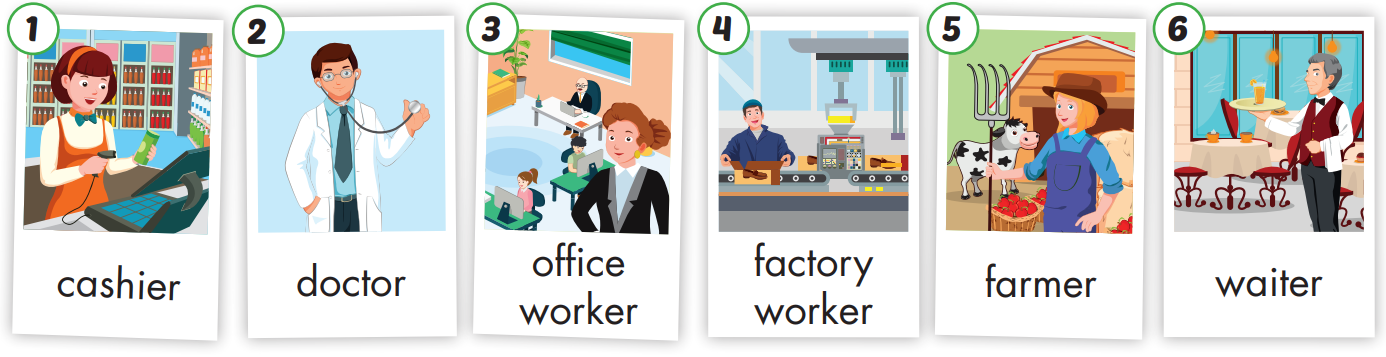 1
cashier
2
doctor
3
office
worker
4
factory
worker
5
farmer
6
waiter